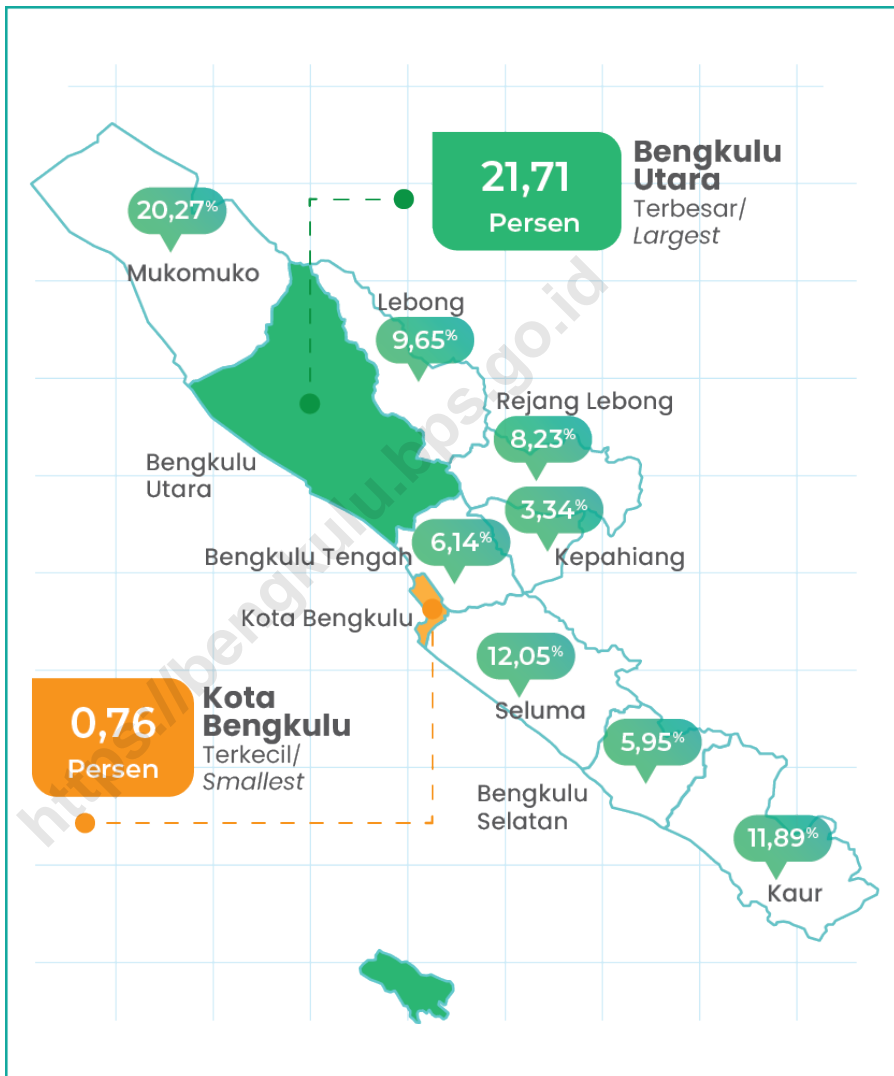 21,71
Persen
Bengkulu
Utara
Terbesar/
Largest
20,27%
Mukomuko
Lebong
9,65%
Rejang Lebong
8,23%
Bengkulu
Utara
3,34%
Kepahiang
6,14%
Bengkulu Tengah
Kota Bengkulu
12,05%
Seluma
0,76
Persen
Kota
Bengkulu
Terkecil/
Smallest
5,95%
Bengkulu
Selatan
11,89%
Kaur
https://bengkulu.bps.go.id